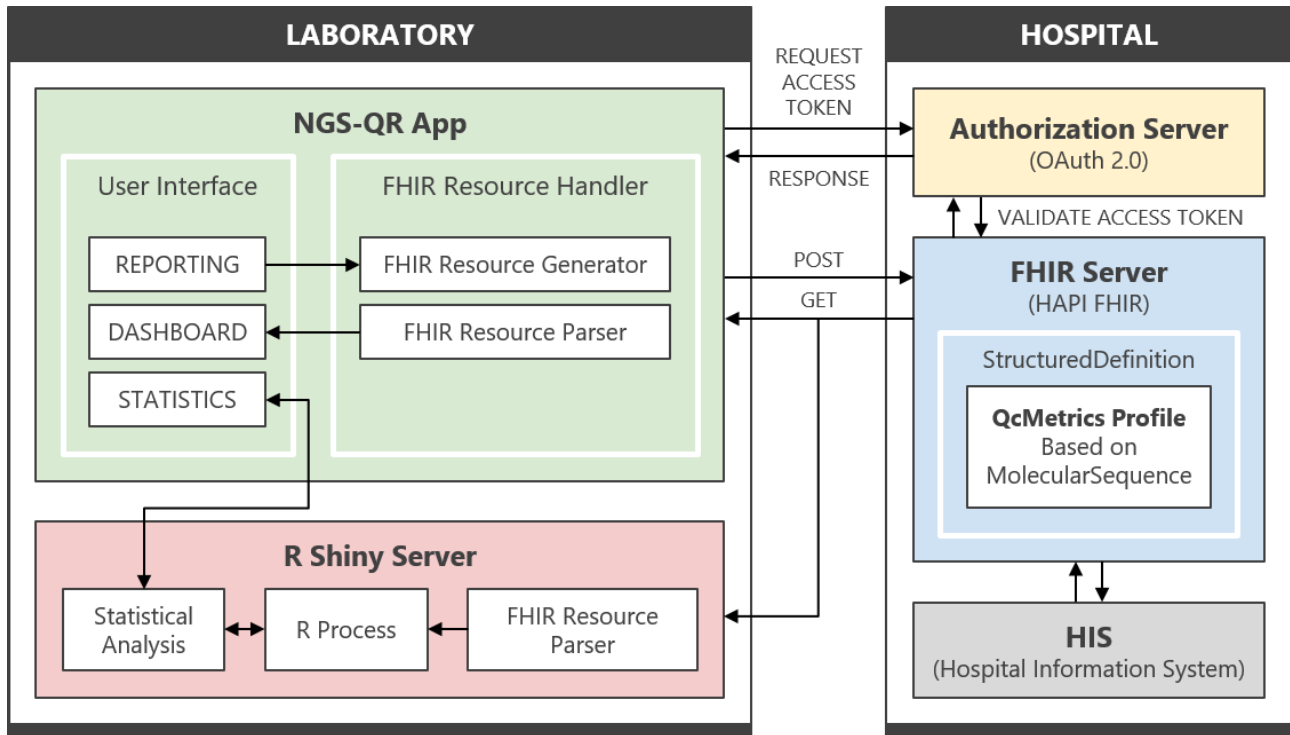 LABORATORY
NGS-QR App
User Interface
REPORTING
DASHBOARD
STATISTICS
FHIR Resource Handler
FHIR Resource Generator
FHIR Resource Parser
R Shiny Server
Statistical
Analysis
R Process
FHIR Resource
Parser
REQUEST
ACCESS
TOKEN
RESPONSE
POST
GET
HOSPITAL
Authorization Server
(OAuth 2.0)
VALIDATE ACCESS TOKEN
FHIR Server
(HAPI FHIR)
StructuredDefinition
QcMetrics Profile
Based on
MolecularSequence
HIS
(Hospital Information System)